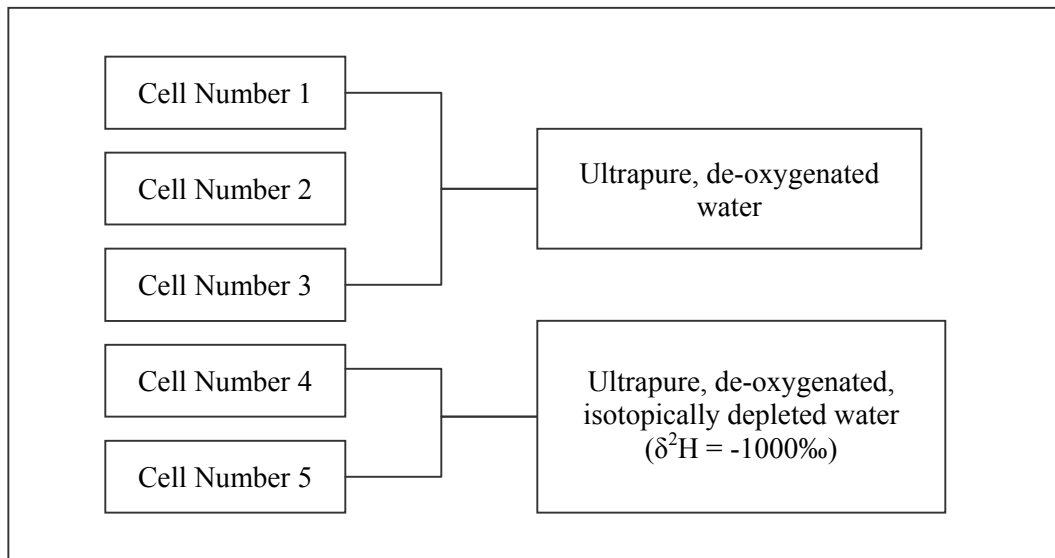 Cell Number 1
Cell Number 2
Cell Number 3
Cell Number 4
Cell Number 5
Ultrapure, de-oxygenated
water
Ultrapure, de-oxygenated,
isotopically depleted water
(δ²H = -1000‰)